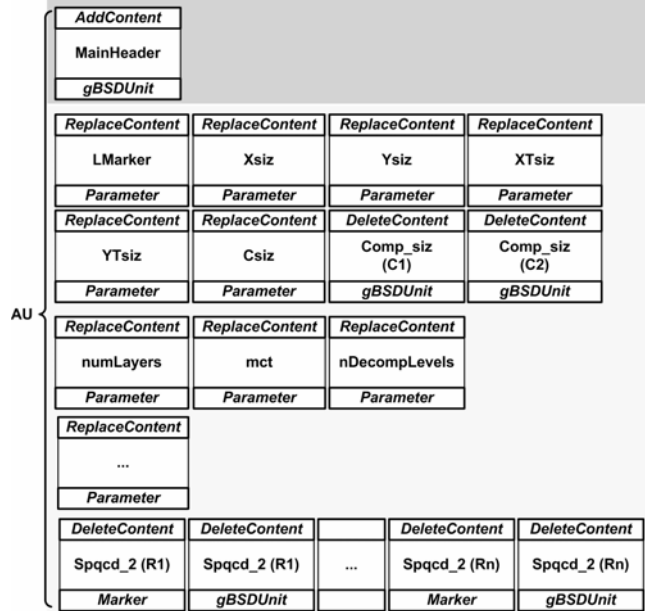 AddContent
MainHeader
gBSDUnit
ReplaceContent ReplaceContent ReplaceContent ReplaceContent
LMarker Xsiz Ysiz XTsiz
Parameter Parameter Parameter Parameter
ReplaceContent ReplaceContent DeleteContent DeleteContent
YTsiz Csiz Comp_siz (C1) Comp_siz (C2)
Parameter Parameter gBSDUnit gBSDUnit
AU
ReplaceContent ReplaceContent ReplaceContent
numLayers mct nDecompLevels
Parameter Parameter Parameter
ReplaceContent
...
Parameter
DeleteContent DeleteContent DeleteContent DeleteContent
Spqcd_2 (R1) Spqcd_2 (R1) ... Spqcd_2 (Rn) Spqcd_2 (Rn)
Marker gBSDUnit Marker gBSDUnit